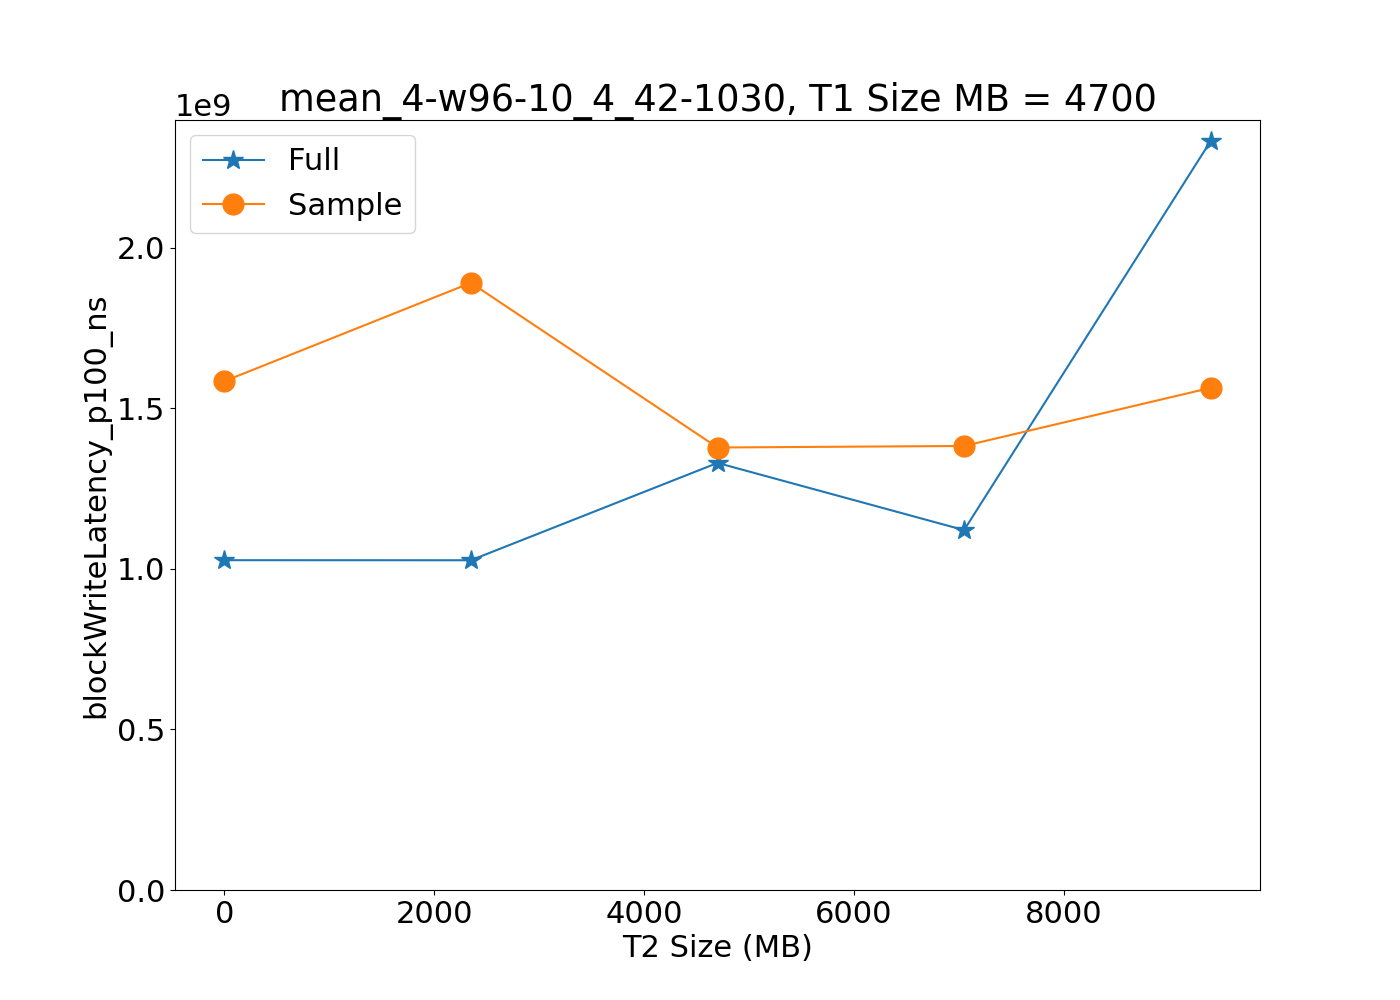 mean_4-w96-10_4_42-1030, T1 Size MB = 4700
1e9
Full
Sample
2.0
1.5
1.0
0.5
0.0
blockWriteLatency_p100_ns
0 2000 4000 6000 8000
T2 Size (MB)